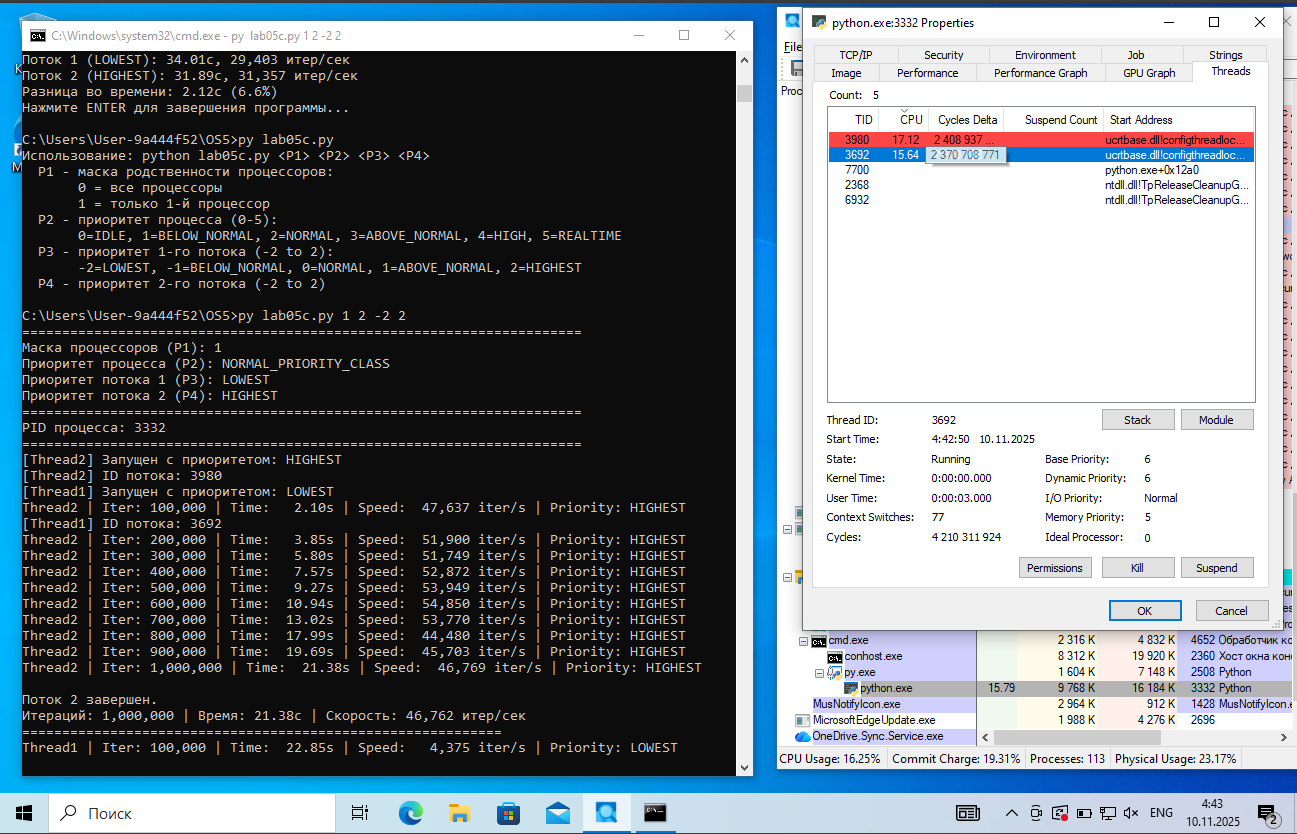 C:\Windows\system32\cmd.exe - py lab05c.py 1 2 -2 2
Поток 1 (LOWEST): 34.01с, 29,403 итер/сек
Поток 2 (HIGHEST): 31.89с, 31,357 итер/сек
Разница во времени: 2.12с (6.6%)
Нажмите ENTER для завершения программы...
C:\Users\User-9a444f52\OS5>py lab05c.py
Использование: python lab05c.py <P1> <P2> <P3> <P4>
P1 - маска родственности процессоров:
0 = все процессоры
1 = только 1-й процессор
P2 - приоритет процесса (0-5):
0=IDLE, 1=BELOW_NORMAL, 2=NORMAL, 3=ABOVE_NORMAL, 4=HIGH, 5=REALTIME
P3 - приоритет 1-го потока (-2 to 2):
-2=LOWEST, -1=BELOW_NORMAL, 0=NORMAL, 1=ABOVE_NORMAL, 2=HIGHEST
P4 - приоритет 2-го потока (-2 to 2)
C:\Users\User-9a444f52\OS5>py lab05c.py 1 2 -2 2
======================================================================
Маска процессоров (P1): 1
Приоритет процесса (P2): NORMAL_PRIORITY_CLASS
Приоритет потока 1 (P3): LOWEST
Приоритет потока 2 (P4): HIGHEST
======================================================================
PID процесса: 3332
======================================================================
[Thread2] Запущен с приоритетом: HIGHEST
[Thread2] ID потока: 3980
[Thread1] Запущен с приоритетом: LOWEST
Thread2 | Iter: 100,000 | Time:   2.10s | Speed:  47,637 iter/s | Priority: HIGHEST
[Thread1] ID потока: 3692
Thread2 | Iter: 200,000 | Time:   3.85s | Speed:  51,900 iter/s | Priority: HIGHEST
Thread2 | Iter: 300,000 | Time:   5.80s | Speed:  51,749 iter/s | Priority: HIGHEST
Thread2 | Iter: 400,000 | Time:   7.57s | Speed:  52,872 iter/s | Priority: HIGHEST
Thread2 | Iter: 500,000 | Time:   9.27s | Speed:  53,949 iter/s | Priority: HIGHEST
Thread2 | Iter: 600,000 | Time:  10.94s | Speed:  54,850 iter/s | Priority: HIGHEST
Thread2 | Iter: 700,000 | Time:  13.02s | Speed:  53,770 iter/s | Priority: HIGHEST
Thread2 | Iter: 800,000 | Time:  17.99s | Speed:  44,480 iter/s | Priority: HIGHEST
Thread2 | Iter: 900,000 | Time:  19.69s | Speed:  45,703 iter/s | Priority: HIGHEST
Thread2 | Iter: 1,000,000 | Time:  21.38s | Speed:  46,769 iter/s | Priority: HIGHEST
Поток 2 завершен.
Итераций: 1,000,000 | Время: 21.38с | Скорость: 46,762 итер/сек
============================================================
Thread1 | Iter: 100,000 | Time:  22.85s | Speed:   4,375 iter/s | Priority: LOWEST
File
Proc
python.exe:3332 Properties
TCP/IP Security Environment Job Strings
Image Performance Performance Graph GPU Graph Threads
Count: 5
TID CPU Cycles Delta Suspend Count Start Address
3980 17.12 2 408 937 ... ucrtbase.dll!configthreadloc...
3692 15.64 2 370 708 771 ucrtbase.dll!configthreadloc...
7700 python.exe+0x12a0
2368 ntdll.dll!TpReleaseCleanupG...
6932 ntdll.dll!TpReleaseCleanupG...
Thread ID: 3692 Stack Module
Start Time: 4:42:50 10.11.2025
State: Running Base Priority: 6
Kernel Time: 0:00:00.000 Dynamic Priority: 6
User Time: 0:00:03.000 I/O Priority: Normal
Context Switches: 77 Memory Priority: 5
Cycles: 4 210 311 924 Ideal Processor: 0
Permissions Kill Suspend
OK Cancel
cmd.exe 2 316 K 4 832 K 4652 Обработчик ко
conhost.exe 8 312 K 19 920 K 2360 Хост окна конс
py.exe 1 604 K 7 148 K 2508 Python
python.exe 15.79 9 768 K 16 184 K 3332 Python
MusNotifyIcon.exe 2 964 K 912 K 1428 MusNotifyIcon.e
MicrosoftEdgeUpdate.exe 1 988 K 4 276 K 2696
OneDrive.Sync.Service.exe
CPU Usage: 16.25% Commit Charge: 19.31% Processes: 113 Physical Usage: 23.17%
Поиск
ENG
4:43
10.11.2025
2